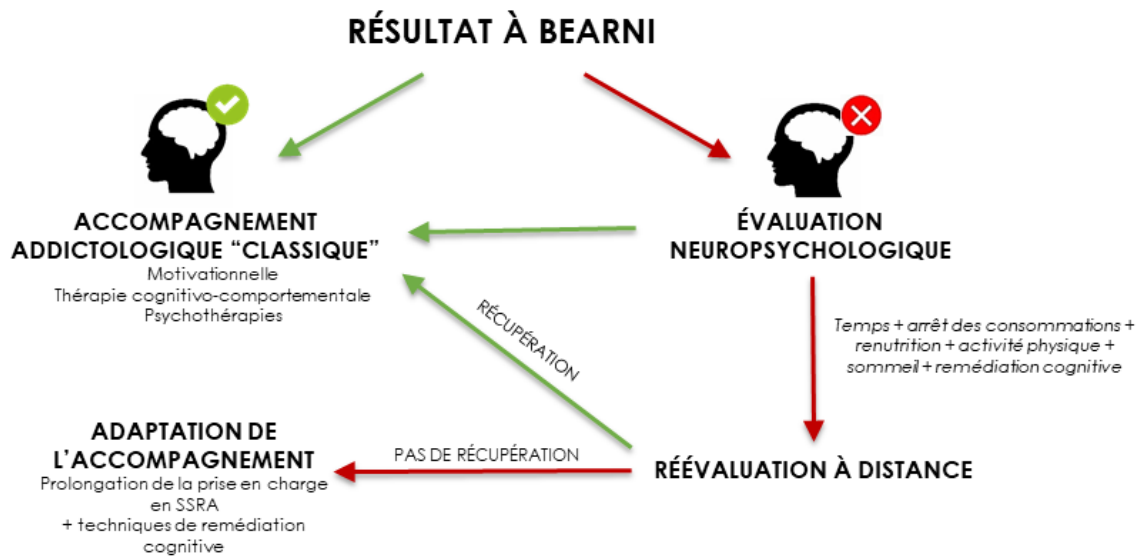 RÉSULTAT À BEARNI
ACCOMPAGNEMENT
ADDICTOLOGIQUE “CLASSIQUE”
Motivationnelle
Thérapie cognitivo-comportementale
Psychothérapies
ÉVALUATION
NEUROPSYCHOLOGIQUE
RÉCUPÉRATION
Temps + arrêt des consommations +
renutrition + activité physique +
sommeil + remédiation cognitive
ADAPTATION DE
L’ACCOMPAGNEMENT
Prolongation de la prise en charge
en SSRA
+ techniques de remédiation
cognitive
PAS DE RÉCUPÉRATION
RÉÉVALUATION À DISTANCE